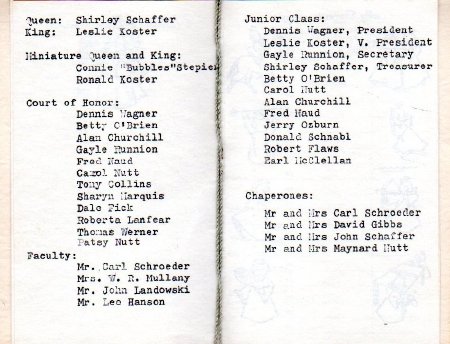 Queen: Shirley Schaffer
King: Leslie Koster
Miniature Queen and King:
Connie "Bubbles"Stepien
Ronald Koster
Court of Honor:
Dennis Wagner
Betty O'Brien
Alan Churchill
Gayle Runnion
Fred Naud
Carol Nutt
Tony Collins
Sharyn Marquis
Dale Fick
Roberta Lanfear
Thomas Werner
Patsy Nutt
Faculty:
Mr. Carl Schroeder
Mrs. W. R. Mullany
Mr. John Landowski
Mr. Leo Hanson
Junior Class:
Dennis Wagner, President
Leslie Koster, V. President
Gayle Runnion, Secretary
Shirley Schaffer, Treasurer
Betty O'Brien
Carol Nutt
Alan Churchill
Fred Naud
Jerry Ozburn
Donald Schnabl
Robert Flaws
Earl McClellan
Chaperones:
Mr and Mrs Carl Schroeder
Mr and Mrs David Gibbs
Mr and Mrs John Schaffer
Mr and Mrs Maynard Nutt